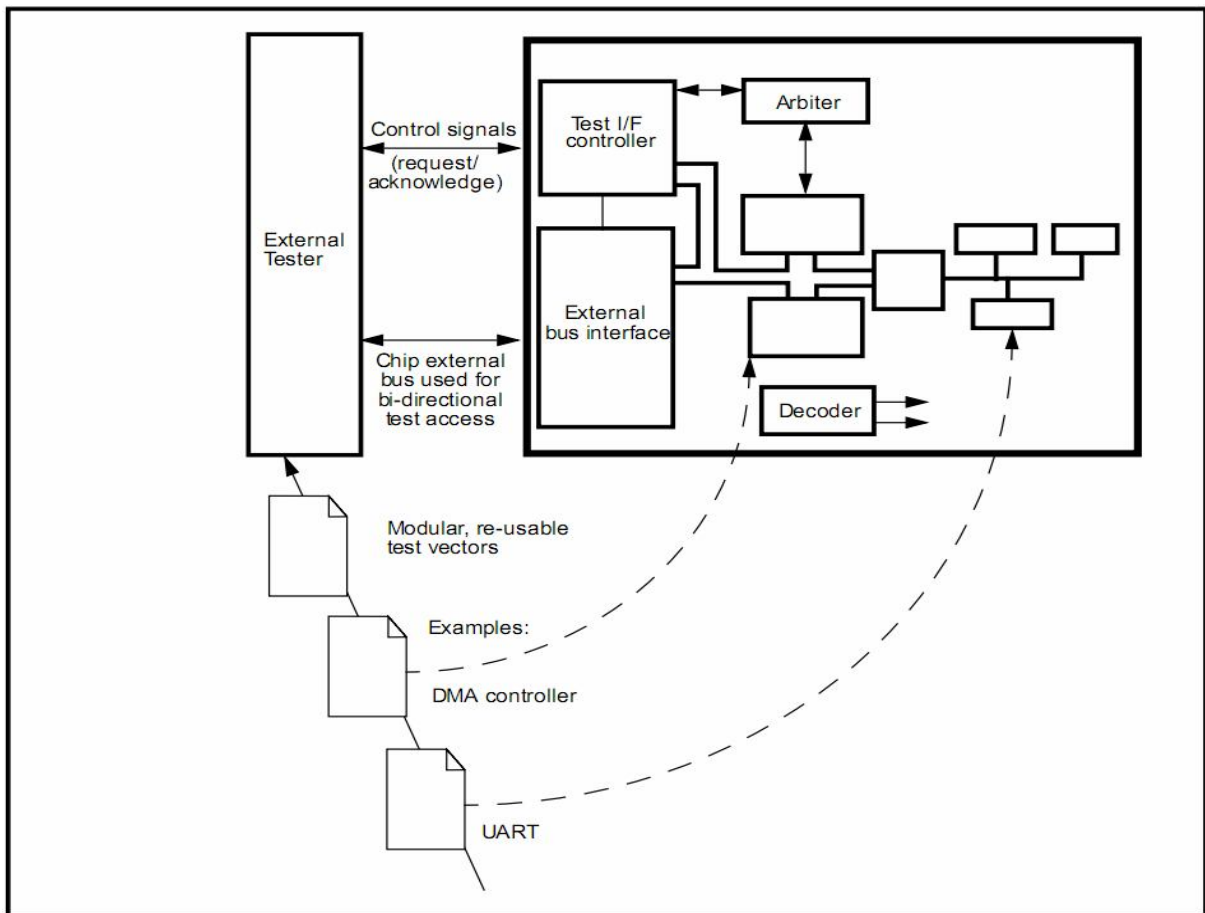 Control signals
(request/
acknowledge)
External
Tester
Chip external
bus used for
bi-directional
test access
Test I/F
controller
Arbiter
External
bus interface
Decoder
Modular, re-usable
test vectors
Examples:
DMA controller
UART